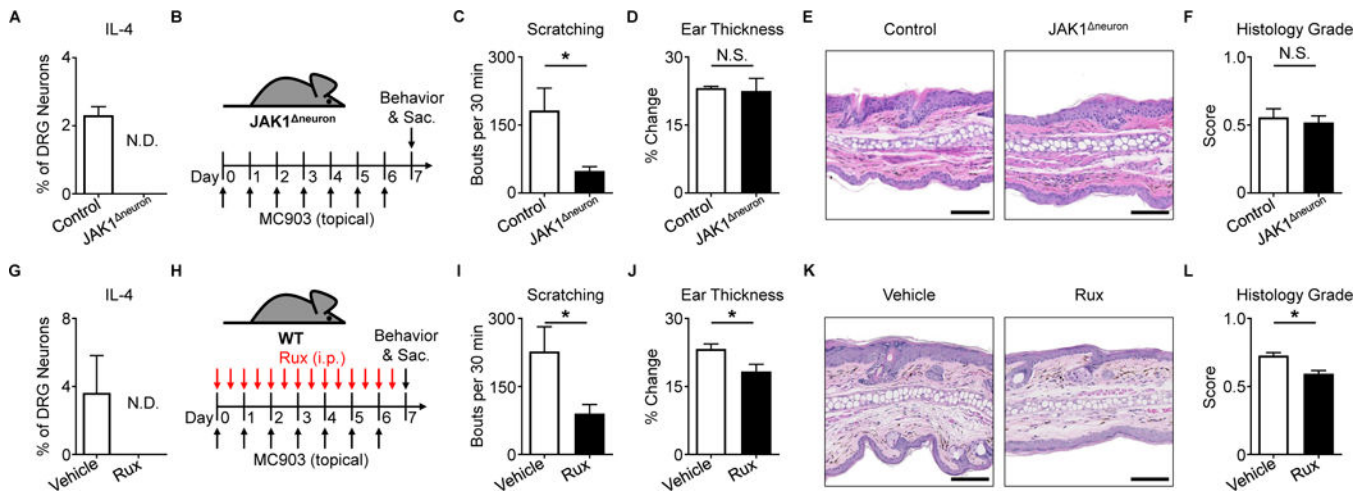 A
IL-4
% of DRG Neurons
4
2
0
N.D.
Control
JAK1Δneuron
B
JAK1Δneuron
Behavior
& Sac.
Day 0 1 2 3 4 5 6 7
MC903 (topical)
C
Scratching
Bouts per 30 min
300
150
0
*
Control
JAK1Δneuron
D
Ear Thickness
% Change
30
15
0
N.S.
Control
JAK1Δneuron
E
Control
JAK1Δneuron
F
Histology Grade
Score
1.0
0.5
0
N.S.
Control
JAK1Δneuron
G
IL-4
% of DRG Neurons
8
4
0
N.D.
Vehicle
Rux
H
WT
Rux (i.p.)
Behavior
& Sac.
Day 0 1 2 3 4 5 6 7
MC903 (topical)
I
Scratching
Bouts per 30 min
300
150
0
*
Vehicle
Rux
J
Ear Thickness
% Change
30
15
0
*
Vehicle
Rux
K
Vehicle
Rux
L
Histology Grade
Score
1.0
0.5
0
*
Vehicle
Rux